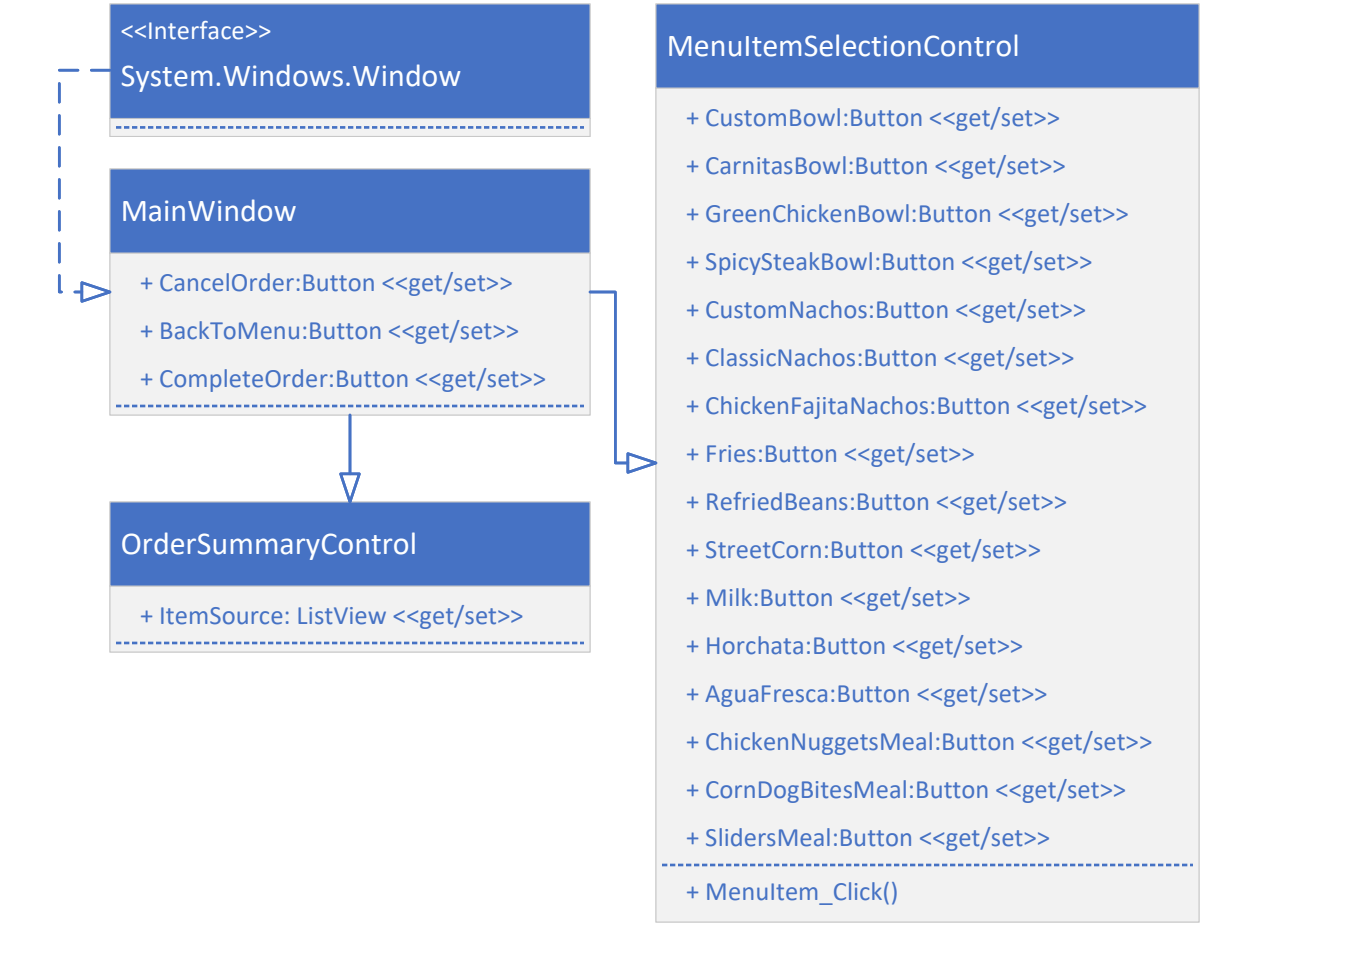 <<Interface>>
System.Windows.Window
MainWindow
+ CancelOrder:Button <<get/set>>
+ BackToMenu:Button <<get/set>>
+ CompleteOrder:Button <<get/set>>
OrderSummaryControl
+ ItemSource: ListView <<get/set>>
MenuItemSelectionControl
+ CustomBowl:Button <<get/set>>
+ CarnitasBowl:Button <<get/set>>
+ GreenChickenBowl:Button <<get/set>>
+ SpicySteakBowl:Button <<get/set>>
+ CustomNachos:Button <<get/set>>
+ ClassicNachos:Button <<get/set>>
+ ChickenFajitaNachos:Button <<get/set>>
+ Fries:Button <<get/set>>
+ RefriedBeans:Button <<get/set>>
+ StreetCorn:Button <<get/set>>
+ Milk:Button <<get/set>>
+ Horchata:Button <<get/set>>
+ AguaFresca:Button <<get/set>>
+ ChickenNuggetsMeal:Button <<get/set>>
+ CornDogBitesMeal:Button <<get/set>>
+ SlidersMeal:Button <<get/set>>
+ MenuItem_Click()